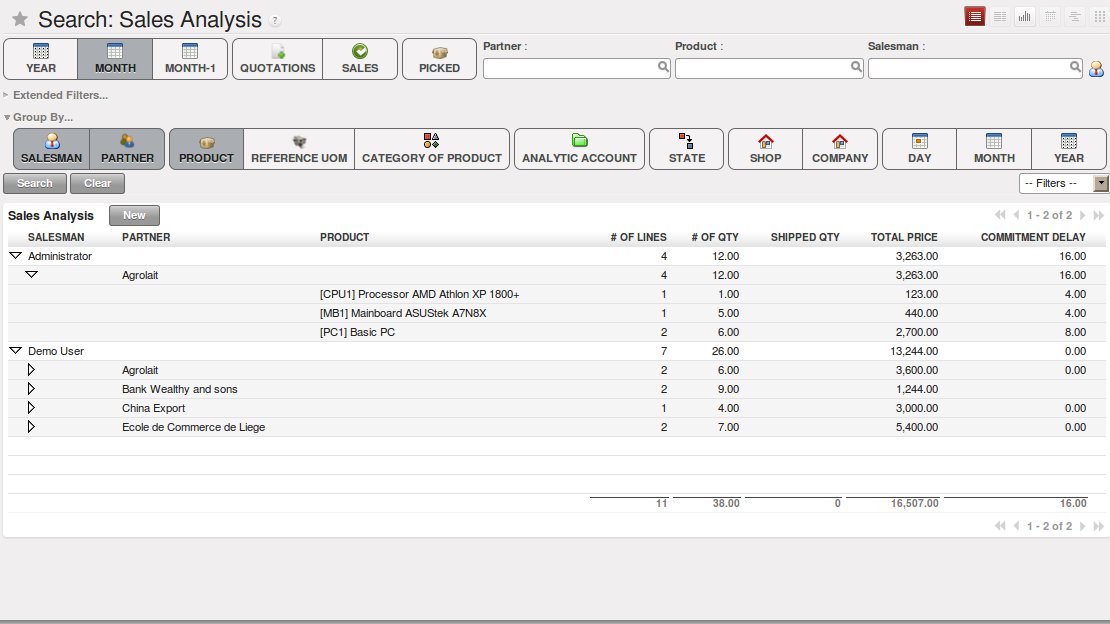 Search: Sales Analysis ?
YEAR MONTH MONTH-1 QUOTATIONS SALES PICKED
Partner : Product : Salesman :
Extended Filters...
Group By...
SALESMAN PARTNER PRODUCT REFERENCE UOM CATEGORY OF PRODUCT ANALYTIC ACCOUNT STATE SHOP COMPANY DAY MONTH YEAR
Search Clear -- Filters --
Sales Analysis New 1 - 2 of 2
SALESMAN PARTNER PRODUCT # OF LINES # OF QTY SHIPPED QTY TOTAL PRICE COMMITMENT DELAY
Administrator 4 12.00 3,263.00 16.00
Agrolait 4 12.00 3,263.00 16.00
[CPU1] Processor AMD Athlon XP 1800+ 1 1.00 123.00 4.00
[MB1] Mainboard ASUStek A7N8X 1 5.00 440.00 4.00
[PC1] Basic PC 2 6.00 2,700.00 8.00
Demo User 7 26.00 13,244.00 0.00
Agrolait 2 6.00 3,600.00 0.00
Bank Wealthy and sons 2 9.00 1,244.00
China Export 1 4.00 3,000.00 0.00
Ecole de Commerce de Liege 2 7.00 5,400.00 0.00
11 38.00 0 16,507.00 16.00
1 - 2 of 2